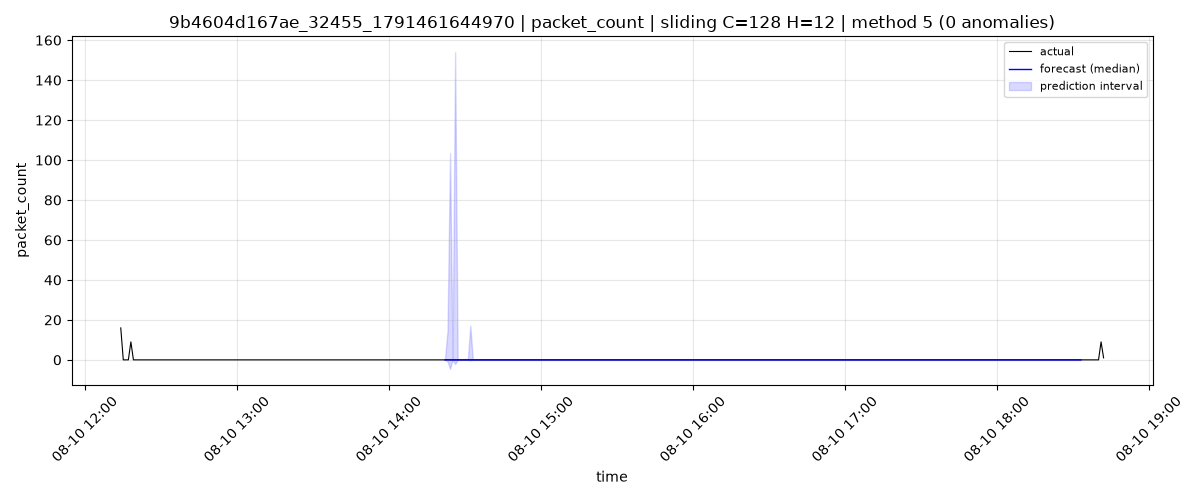 9b4604d167ae_32455_1791461644970 | packet_count | sliding C=128 H=12 | method 5 (0 anomalies)
160
140
120
100
80
60
40
20
0
packet_count
actual
forecast (median)
prediction interval
08-10 12:00
08-10 13:00
08-10 14:00
08-10 15:00
08-10 16:00
08-10 17:00
08-10 18:00
08-10 19:00
time